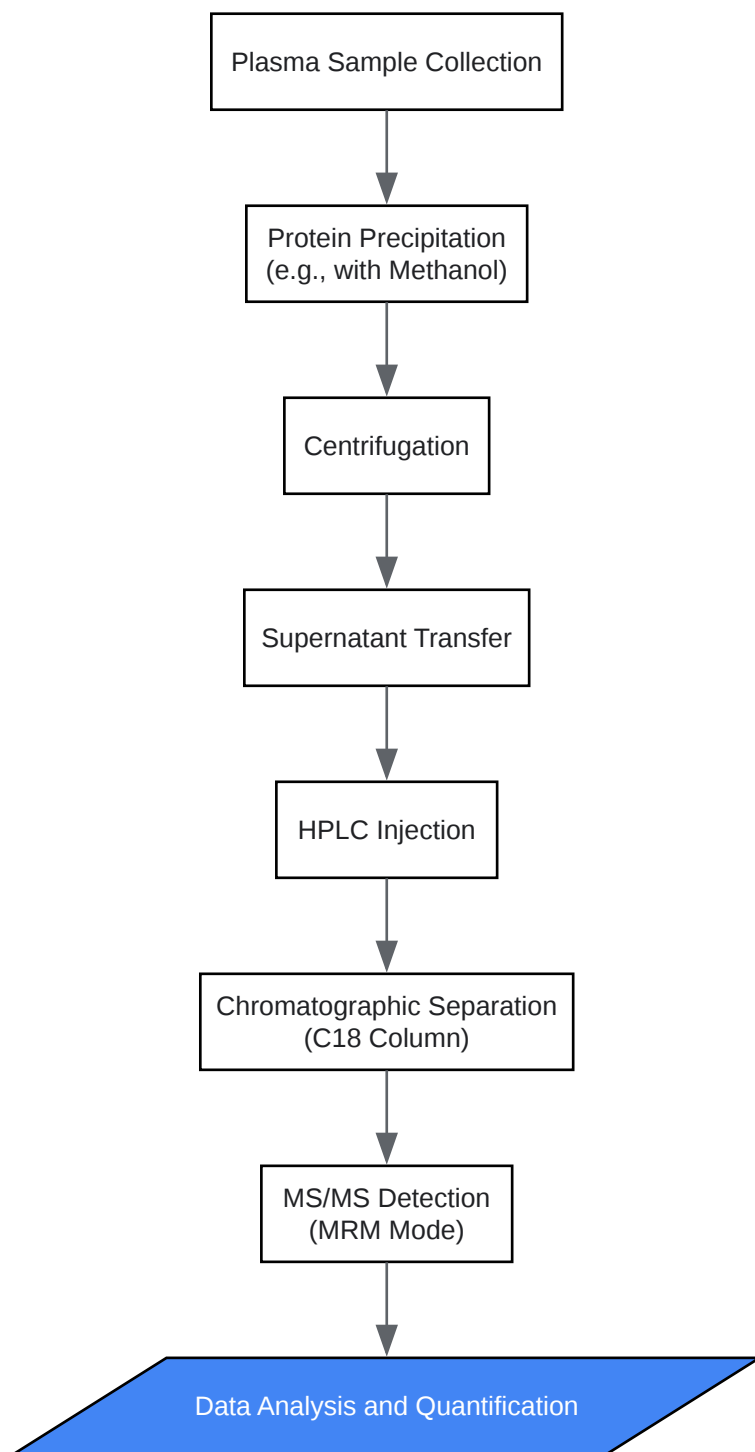 Plasma Sample Collection
Protein Precipitation
(e.g., with Methanol)
Centrifugation
Supernatant Transfer
HPLC Injection
Chromatographic Separation
(C18 Column)
MS/MS Detection
(MRM Mode)
Data Analysis and Quantification